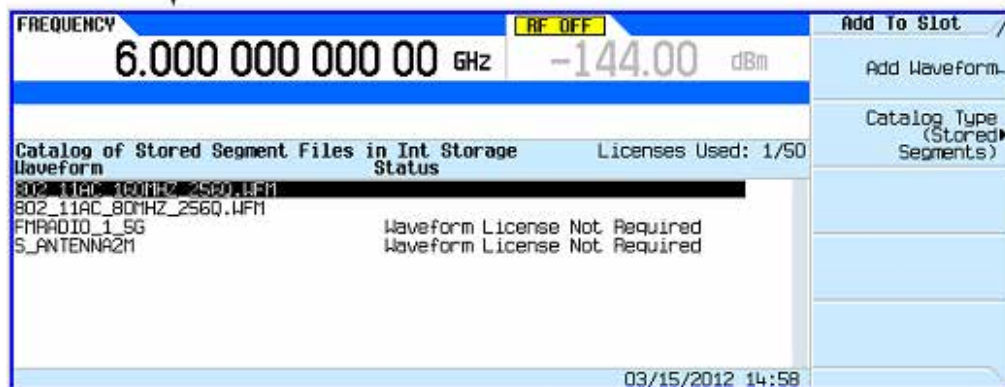 FREQUENCY
RF OFF
6.000 000 000 00 GHz
-144.00 dBm
Catalog of Stored Segment Files in Int Storage
Licenses Used: 1/50
Waveform
Status
802_11AC_160MHZ_256Q.WFM
802_11AC_80MHZ_256Q.WFM
FMRADIO_1_5G Waveform License Not Required
S_ANTENNA2M Waveform License Not Required
03/15/2012 14:58
Add To Slot
Add Waveform
Catalog Type
(Stored
Segments)